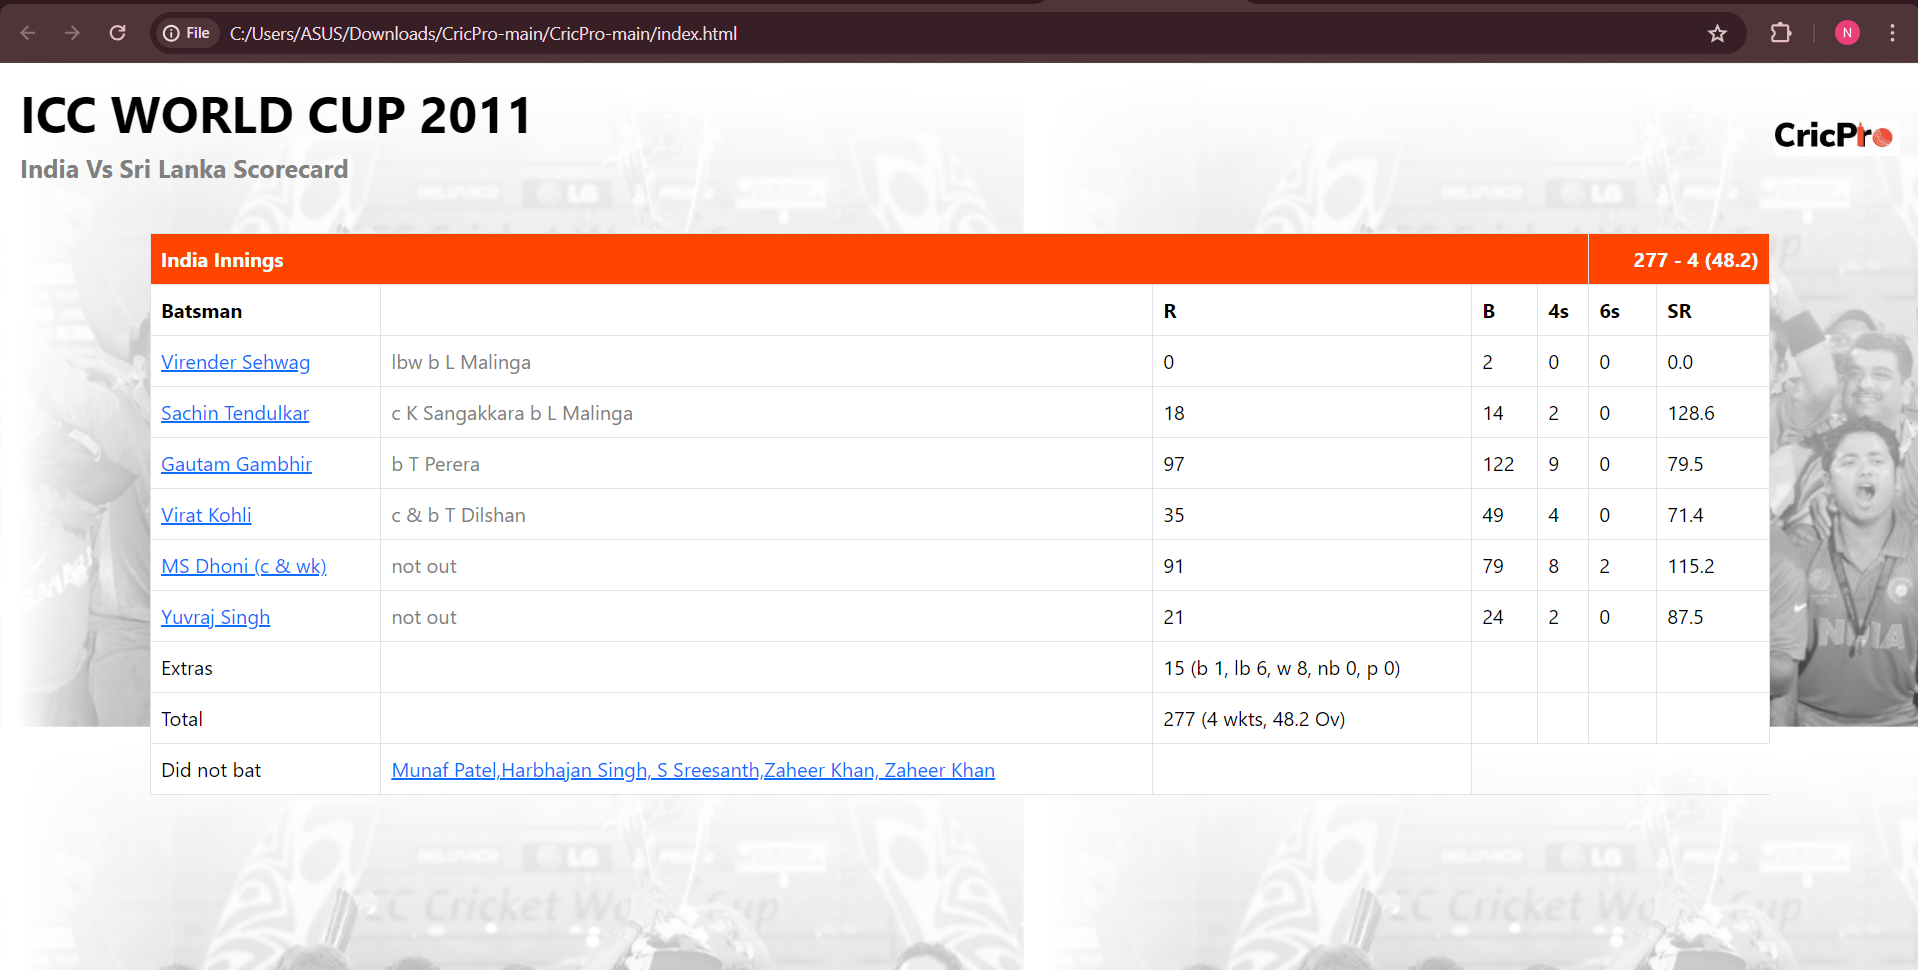 File C:/Users/ASUS/Downloads/CricPro-main/CricPro-main/index.html N
ICC WORLD CUP 2011
CricPro
India Vs Sri Lanka Scorecard
India Innings 277 - 4 (48.2)
Batsman R B 4s 6s SR
Virender Sehwag lbw b L Malinga 0 2 0 0 0.0
Sachin Tendulkar c K Sangakkara b L Malinga 18 14 2 0 128.6
Gautam Gambhir b T Perera 97 122 9 0 79.5
Virat Kohli c & b T Dilshan 35 49 4 0 71.4
MS Dhoni (c & wk) not out 91 79 8 2 115.2
Yuvraj Singh not out 21 24 2 0 87.5
Extras 15 (b 1, lb 6, w 8, nb 0, p 0)
Total 277 (4 wkts, 48.2 Ov)
Did not bat Munaf Patel,Harbhajan Singh, S Sreesanth,Zaheer Khan, Zaheer Khan